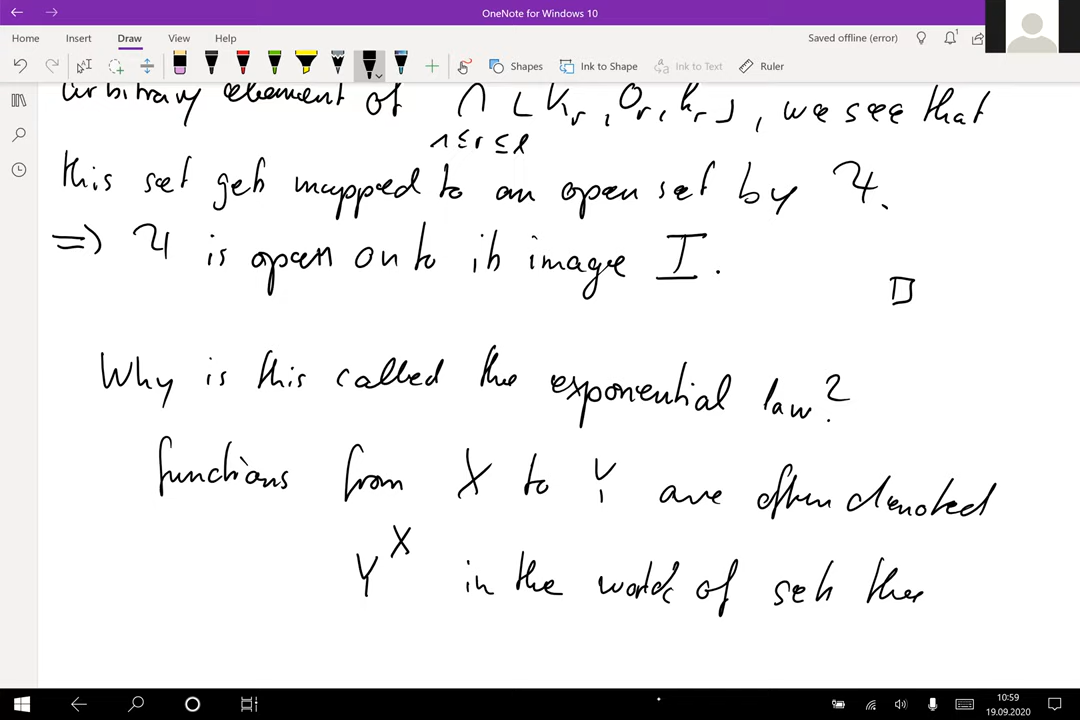 OneNote for Windows 10
Home Insert Draw View Help Saved offline (error)
Shapes Ink to Shape Ink to Text Ruler
arbitrary element of ∩ [K_r, O_r, k_r], we see that
1≤r≤l
this set gets mapped to an open set by Ψ.
=> Ψ is open onto its image I.
□
Why is this called the exponential law?
functions from X to Y are often denoted
Y^X in the world of sets the
10:59
19.09.2020